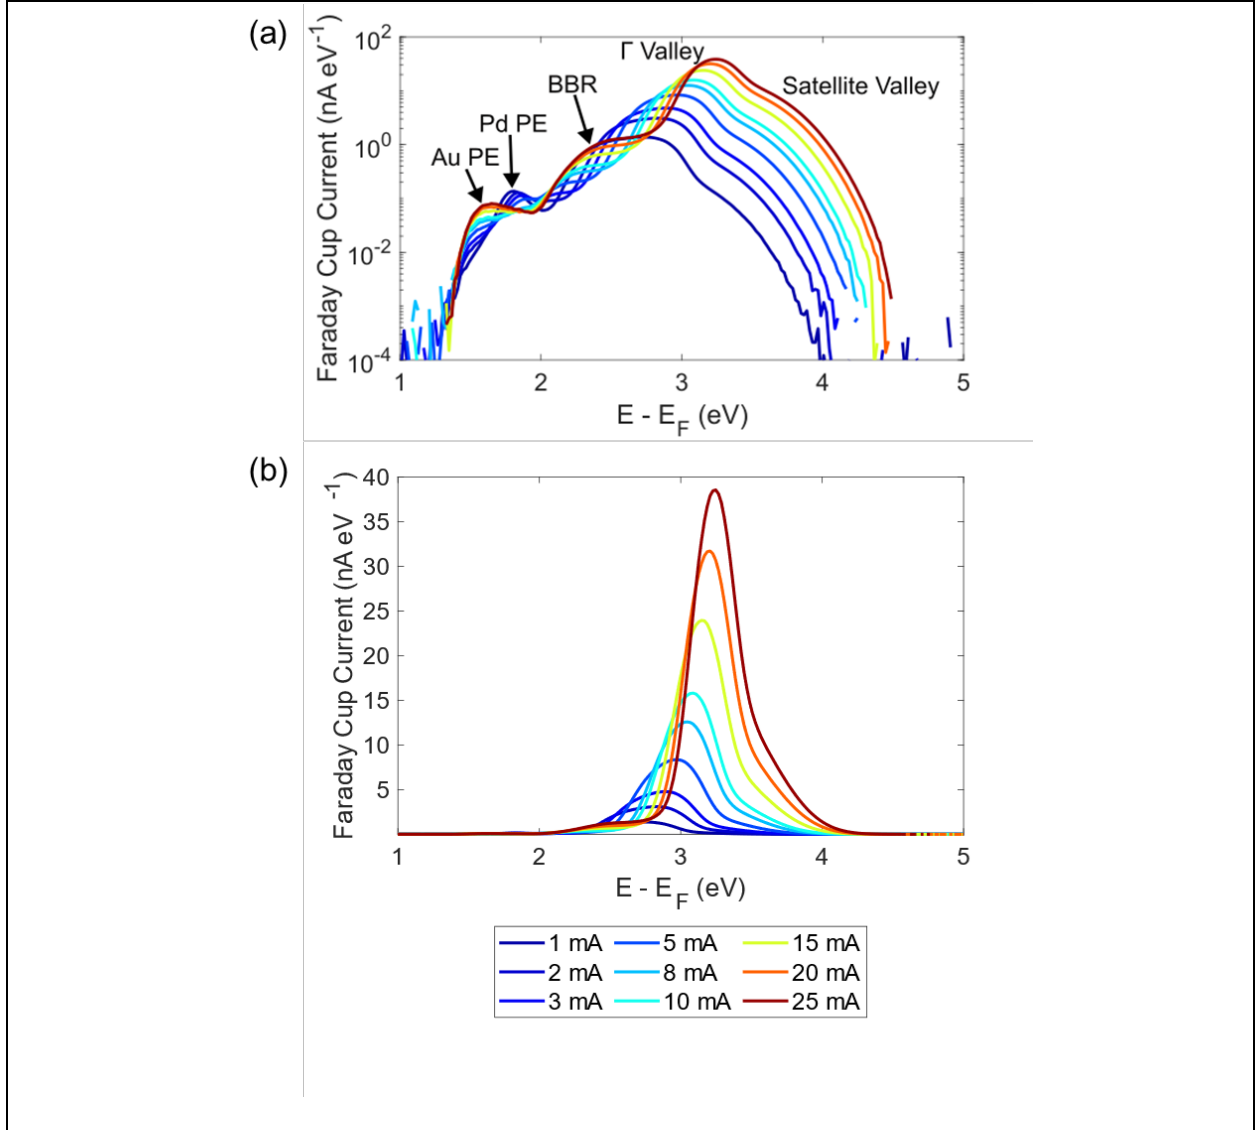 (a)
Faraday Cup Current (nA eV-1)
10^2
10^0
10^-2
10^-4
Γ Valley
Satellite Valley
BBR
Pd PE
Au PE
1 2 3 4 5
E - E_F (eV)
(b)
Faraday Cup Current (nA eV -1)
40
35
30
25
20
15
10
5
1 2 3 4 5
E - E_F (eV)
1 mA 5 mA 15 mA
2 mA 8 mA 20 mA
3 mA 10 mA 25 mA